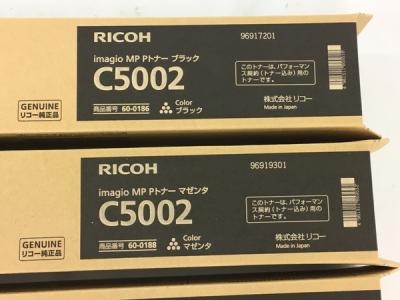 RICOH
96917201
imagio MP Pトナー ブラック
C5002
このトナーは、パフォーマン
ス契約(トナー込み)用の
トナーです。
GENUINE
リコー純正品
商品番号 60-0186
Color
ブラック
株式会社リコー
Made in Japan
RICOH
96919301
imagio MP Pトナー マゼンタ
C5002
このトナーは、パフォーマン
ス契約(トナー込み)用の
トナーです。
GENUINE
リコー純正品
商品番号 60-0188
Color
マゼンタ
株式会社リコー
Made in Japan